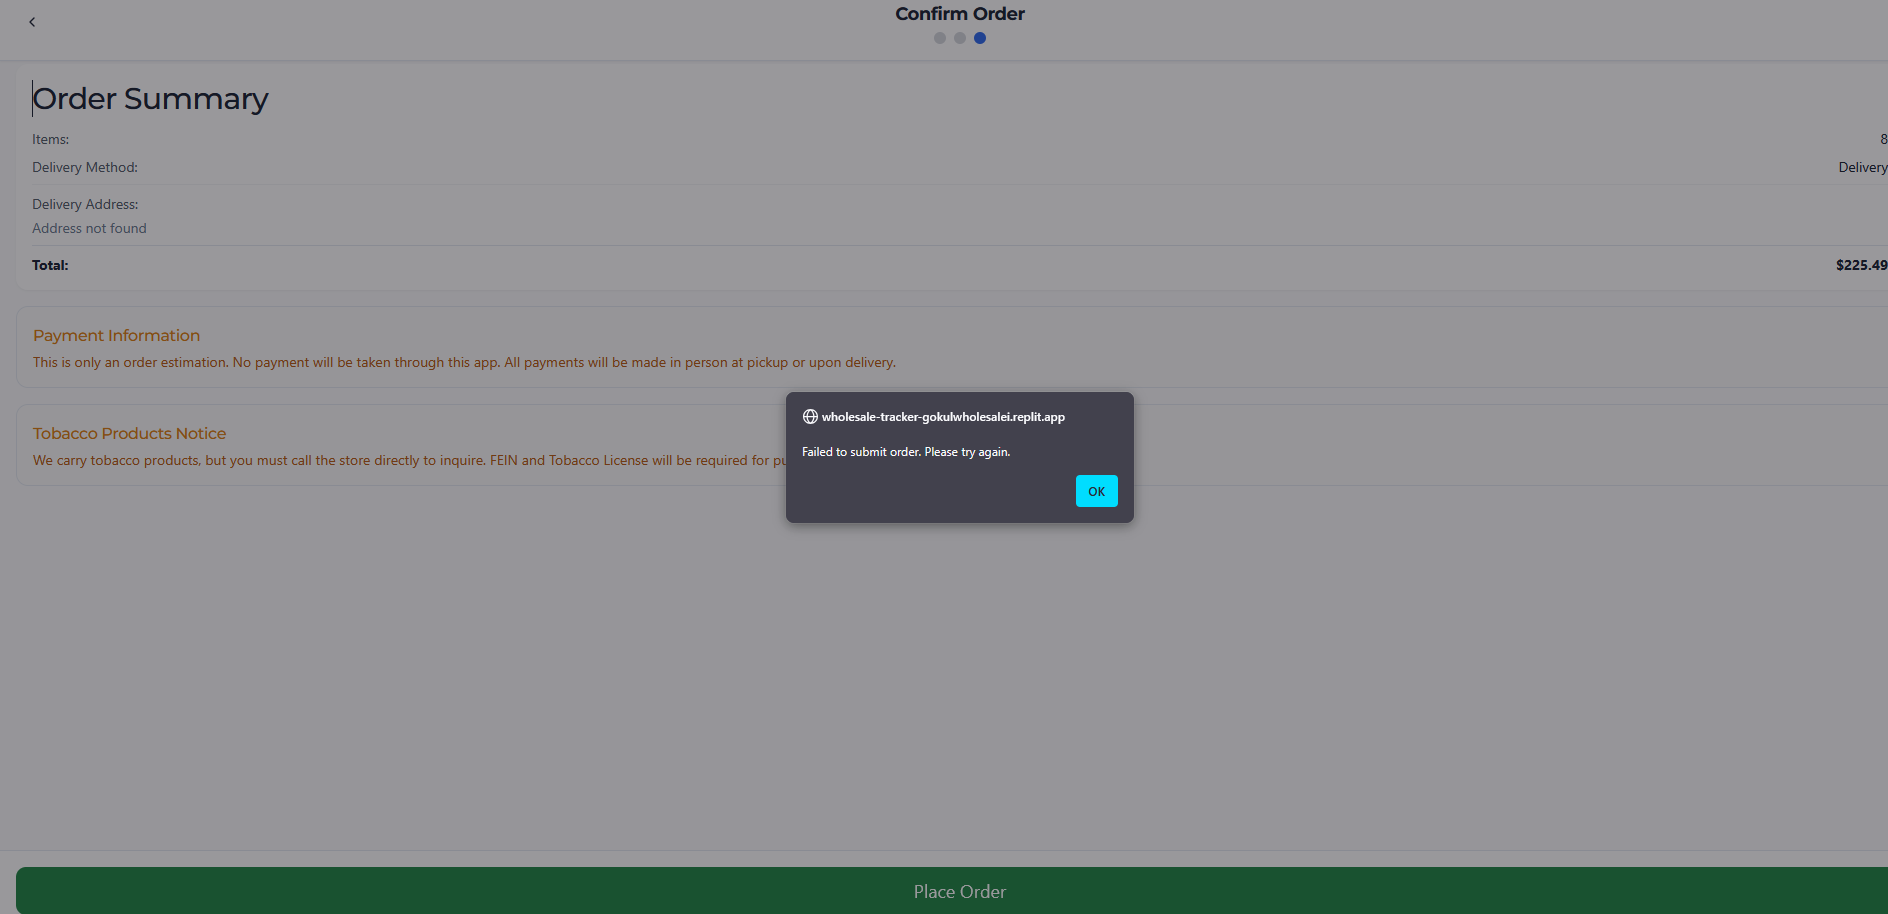 Confirm Order
Order Summary
Items:
8
Delivery Method:
Delivery
Delivery Address:
Address not found
Total:
$225.49
Payment Information
This is only an order estimation. No payment will be taken through this app. All payments will be made in person at pickup or upon delivery.
Tobacco Products Notice
We carry tobacco products, but you must call the store directly to inquire. FEIN and Tobacco License will be required for
wholesale-tracker-gokulwholesalei.replit.app
Failed to submit order. Please try again.
OK
Place Order